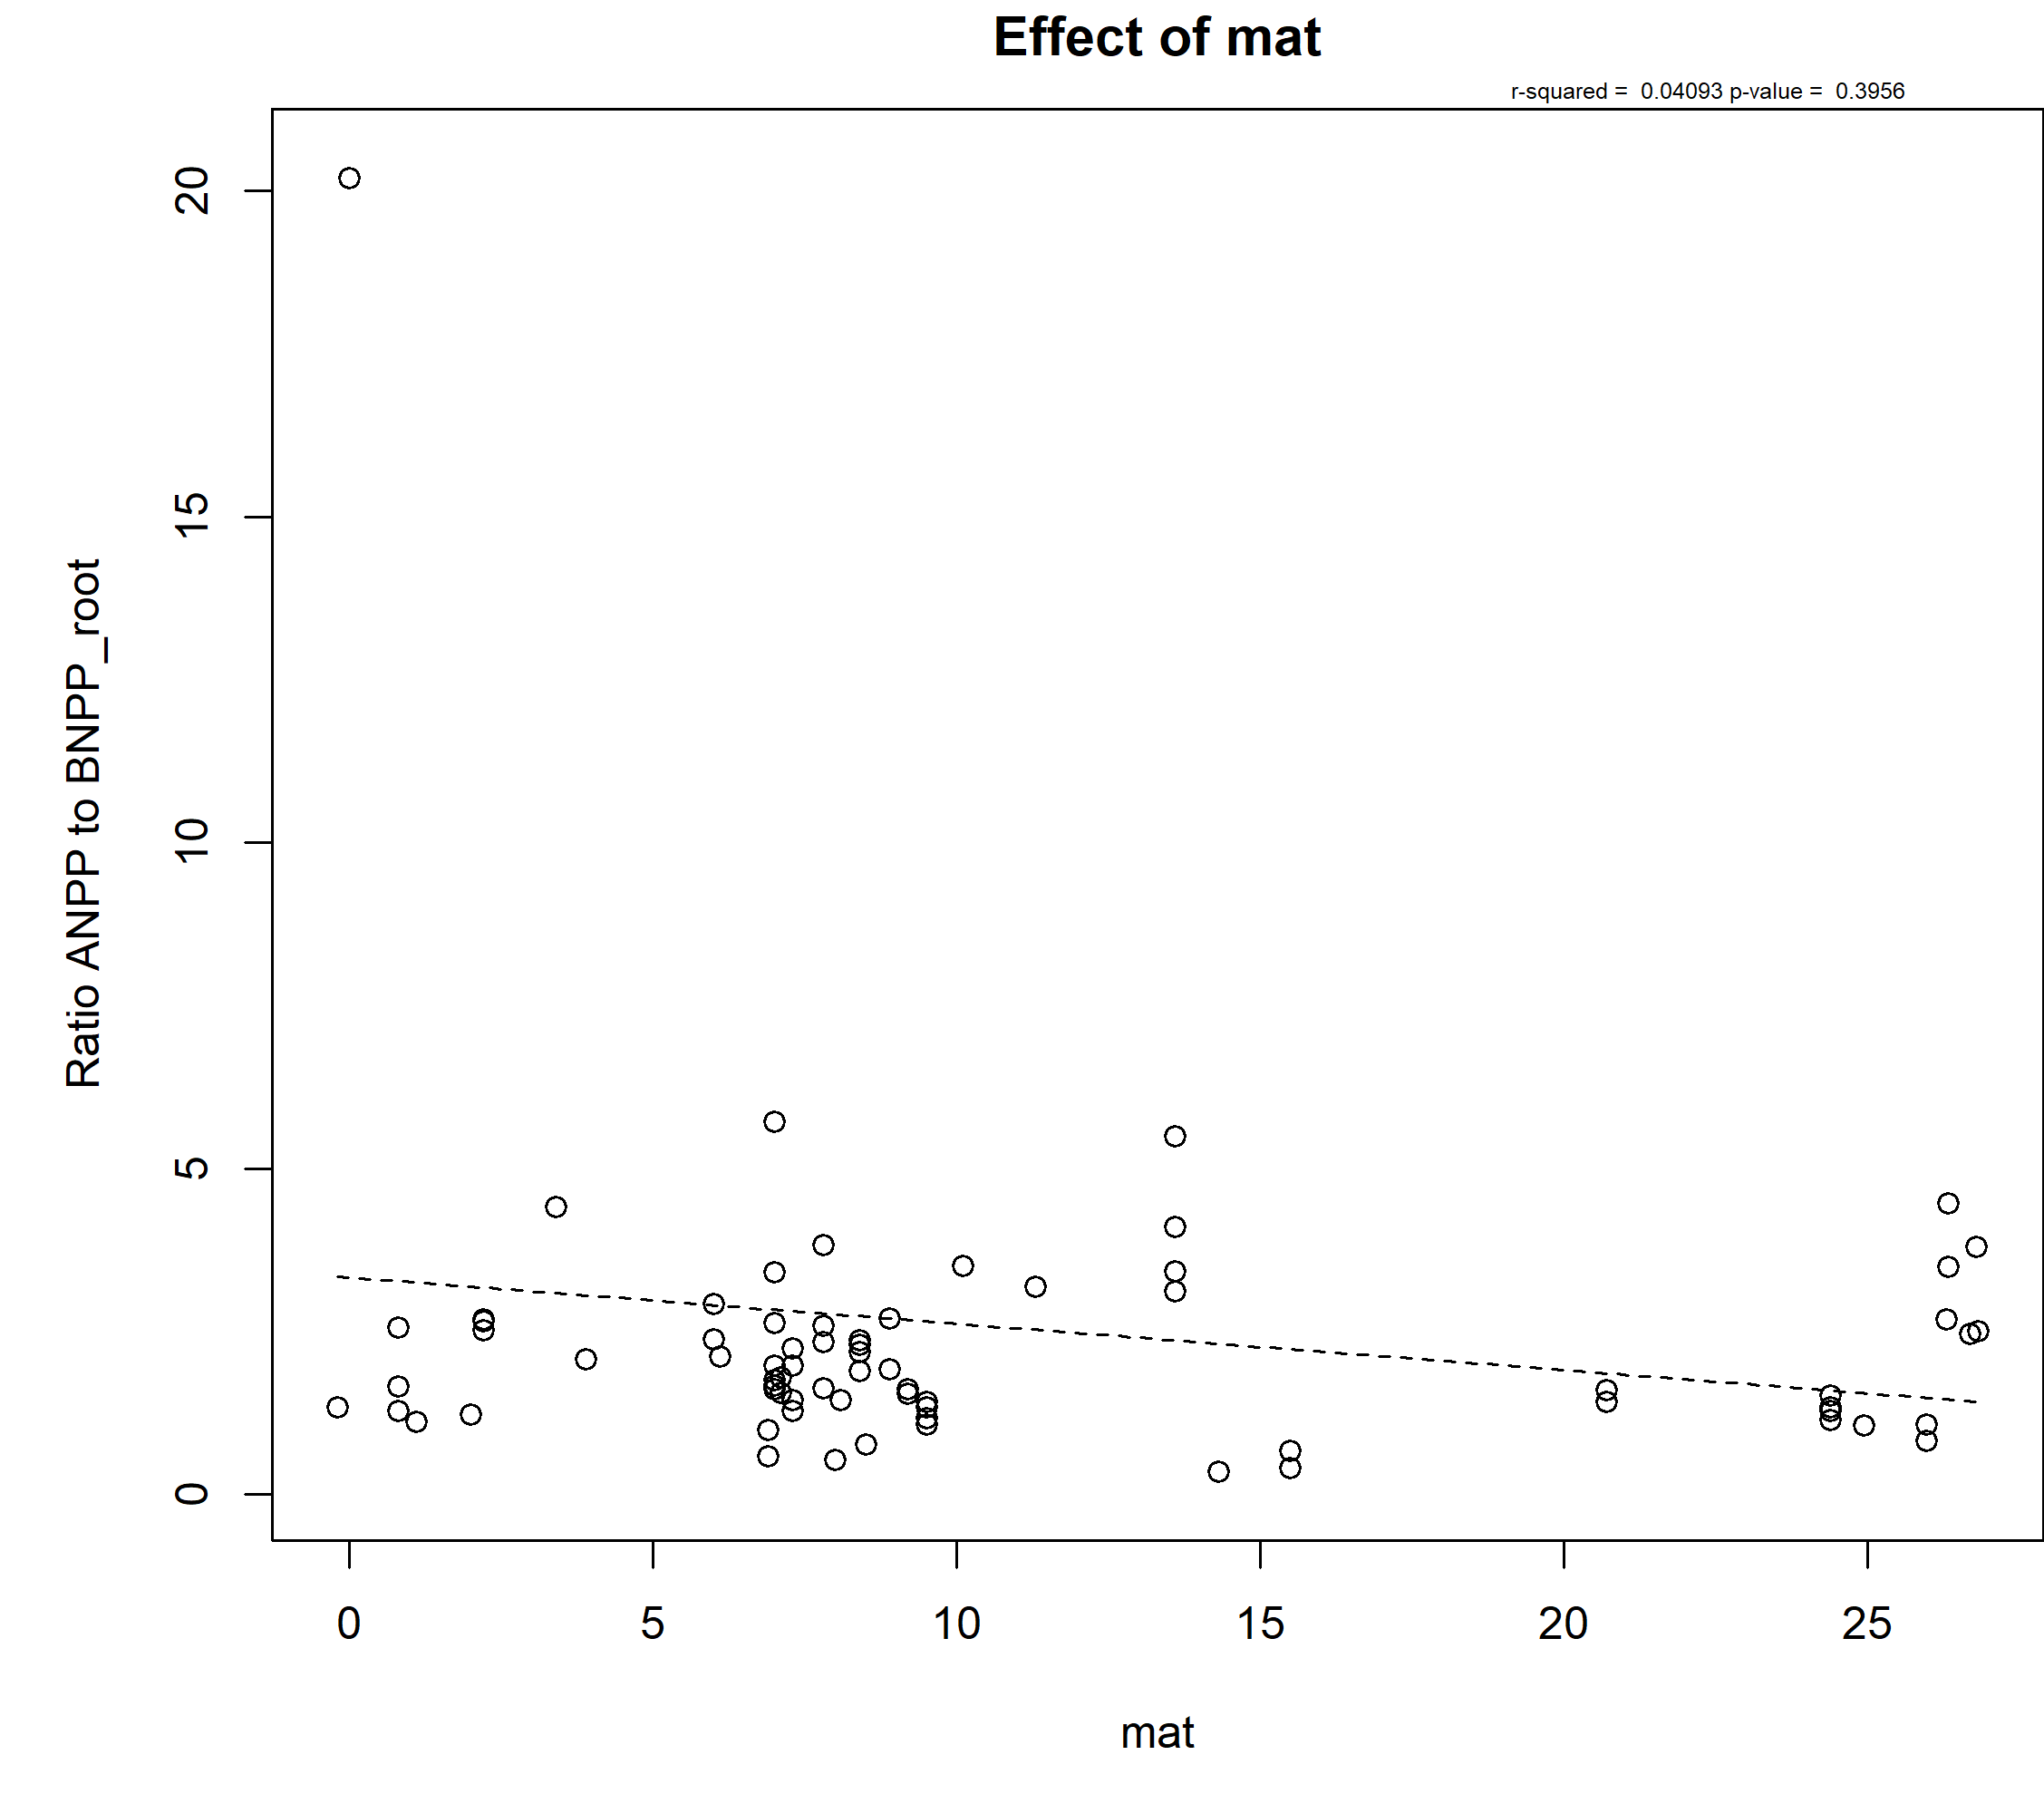 Effect of mat
r-squared =  0.04093 p-value =  0.3956
Ratio ANPP to BNPP_root
20
15
10
5
0
0 5 10 15 20 25
mat